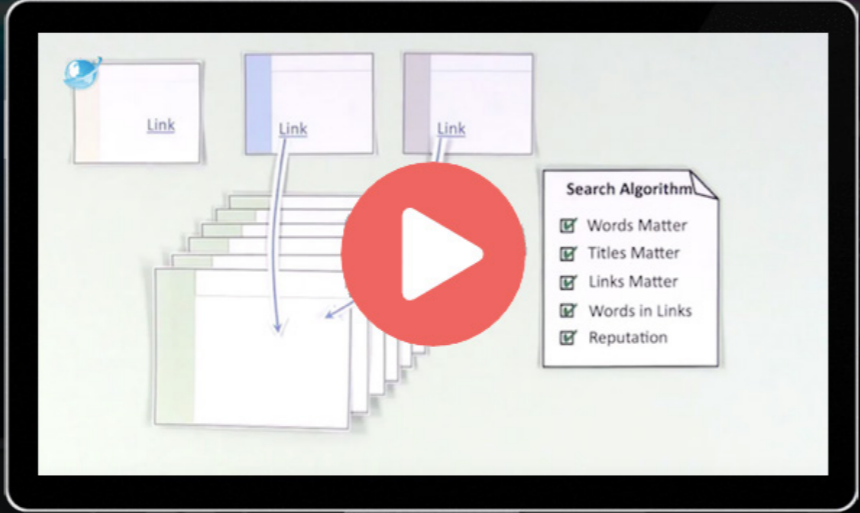 Link
Link
Link
Search Algorithm
Words Matter
Titles Matter
Links Matter
Words in Links
Reputation